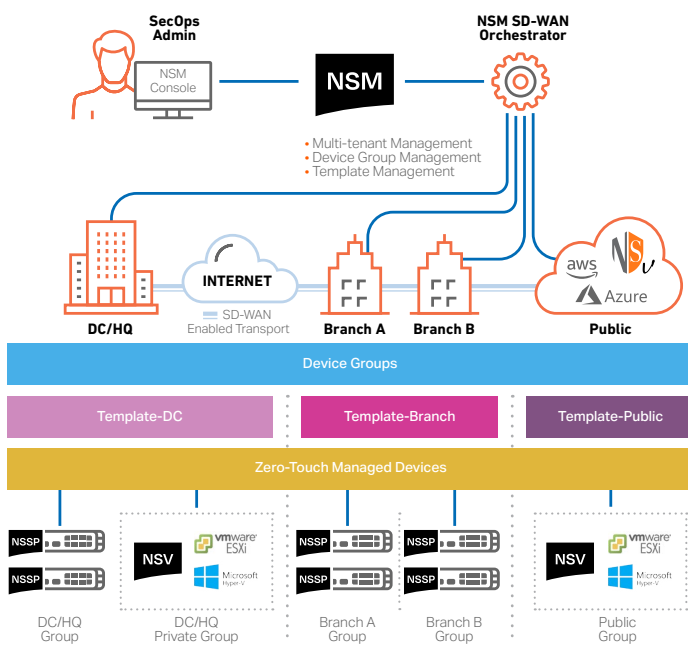 SecOps
Admin
NSM SD-WAN
Orchestrator
NSM
Console
NSM
• Multi-tenant Management
• Device Group Management
• Template Management
INTERNET
aws
NSv
Azure
SD-WAN
Enabled Transport
DC/HQ
Branch A
Branch B
Public
Device Groups
Template-DC
Template-Branch
Template-Public
Zero-Touch Managed Devices
NSSP
NSSP
NSV
vmware
ESXi
Microsoft
Hyper-V
NSSP
NSSP
NSSP
NSSP
NSV
vmware
ESXi
Microsoft
Hyper-V
DC/HQ
Group
DC/HQ
Private Group
Branch A
Group
Branch B
Group
Public
Group